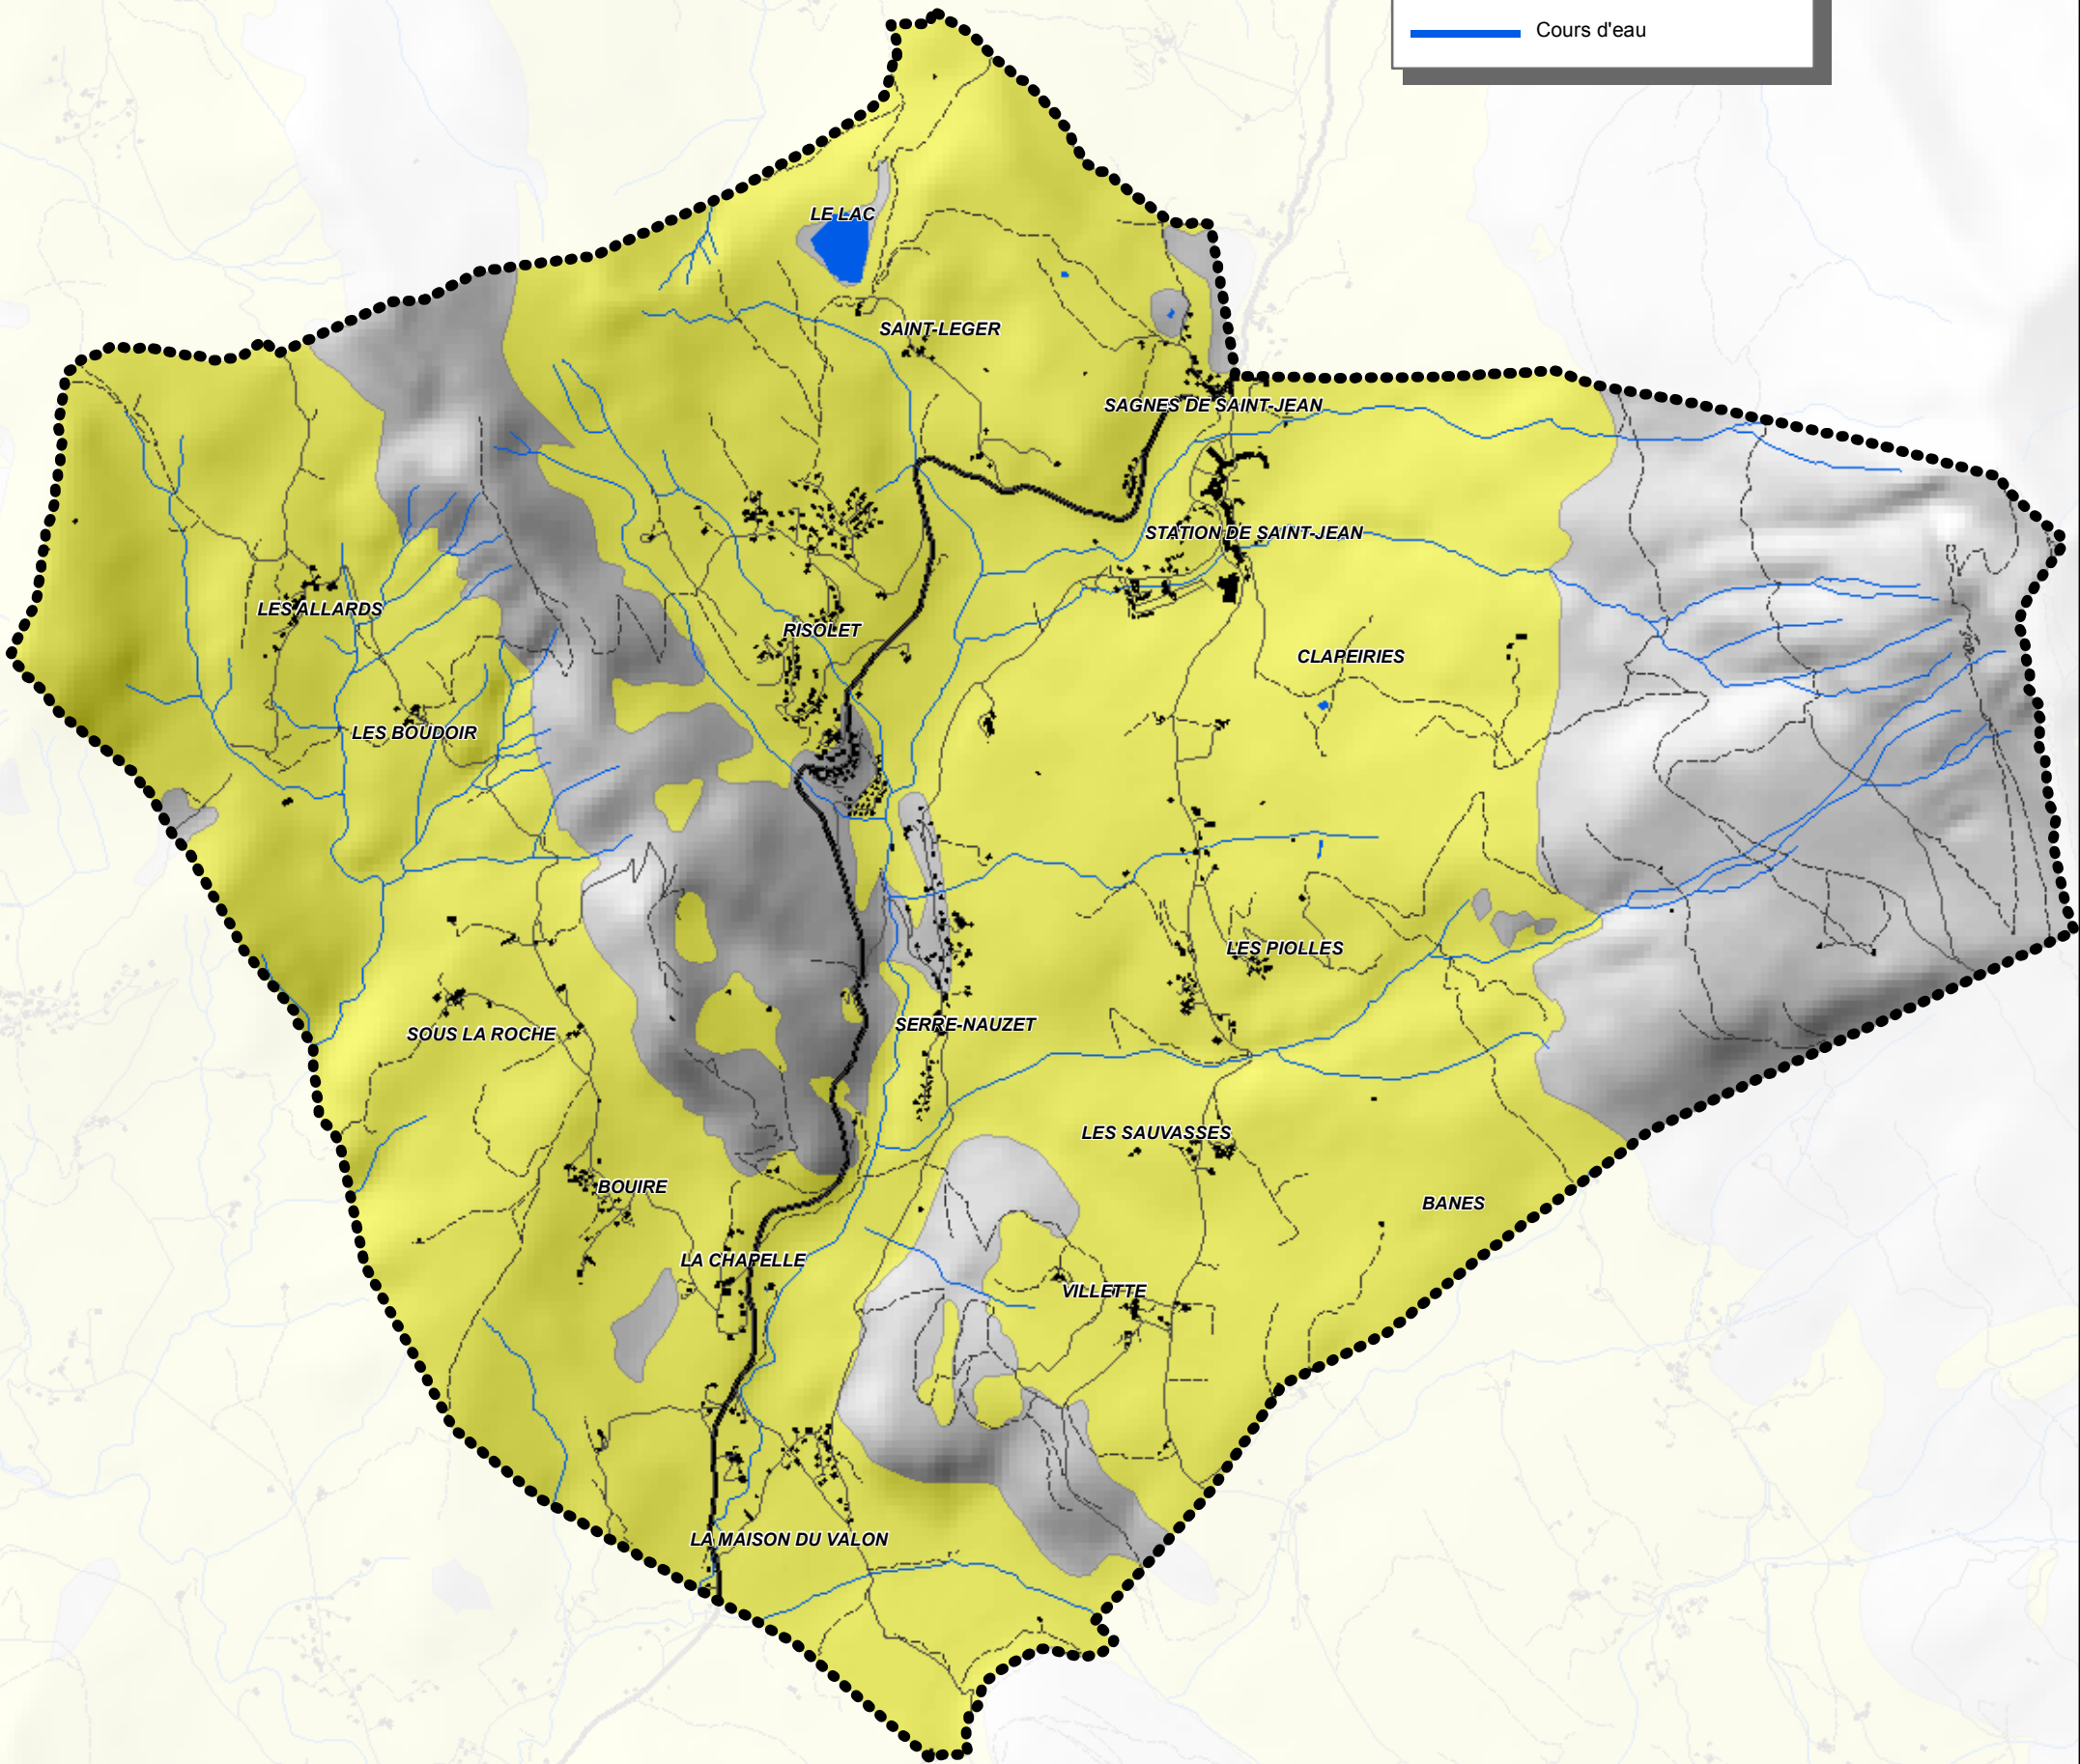 Cours d'eau
LE LAC
SAINT-LEGER
SAGNES DE SAINT-JEAN
STATION DE SAINT-JEAN
LES ALLARDS
RISOLET
CLAPEIRIES
LES BOUDOIR
LES PIOLLES
SERRE-NAUZET
SOUS LA ROCHE
LES SAUVASSES
BOUIRE
BANES
LA CHAPELLE
VILLETTE
LA MAISON DU VALON